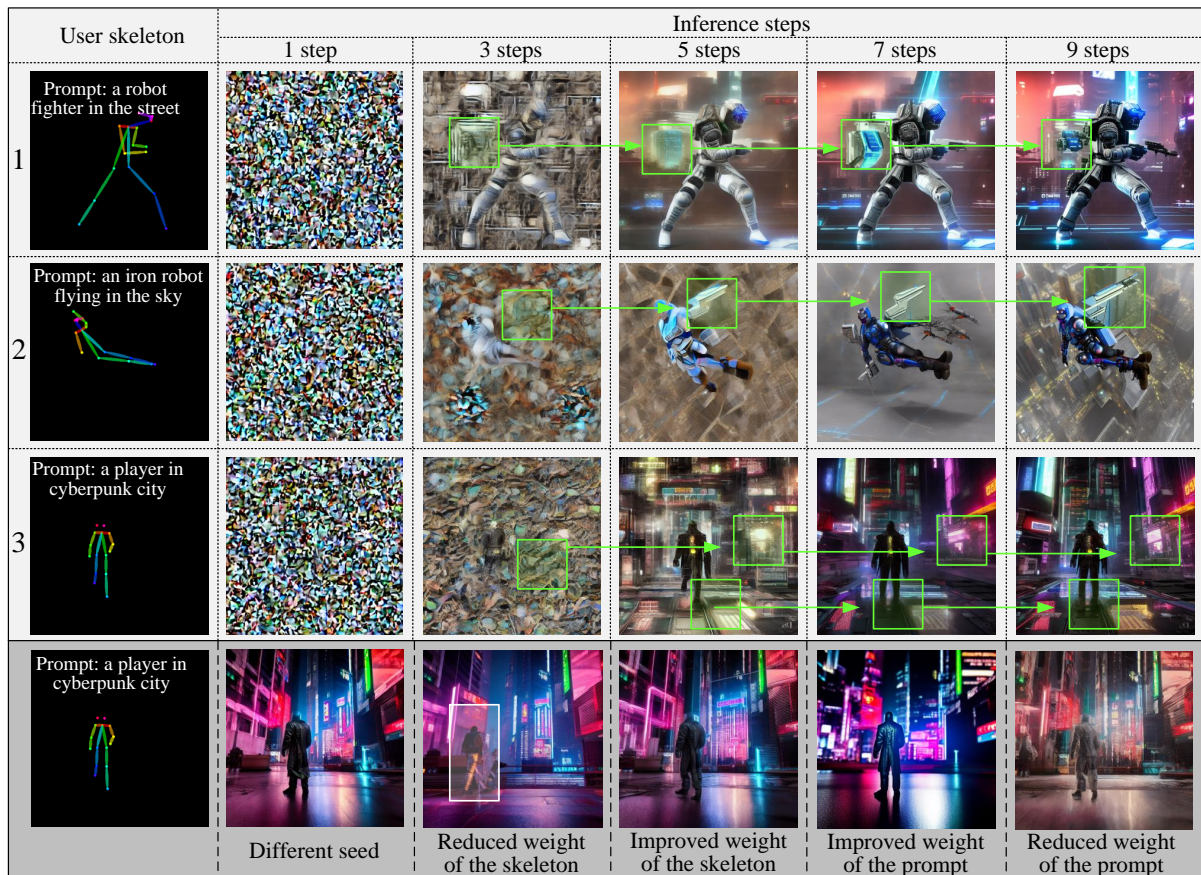 User skeleton
Inference steps
1 step
3 steps
5 steps
7 steps
9 steps
1
Prompt: a robot
fighter in the street
2
Prompt: an iron robot
flying in the sky
3
Prompt: a player in
cyberpunk city
Prompt: a player in
cyberpunk city
Different seed
Reduced weight
of the skeleton
Improved weight
of the skeleton
Improved weight
of the prompt
Reduced weight
of the prompt